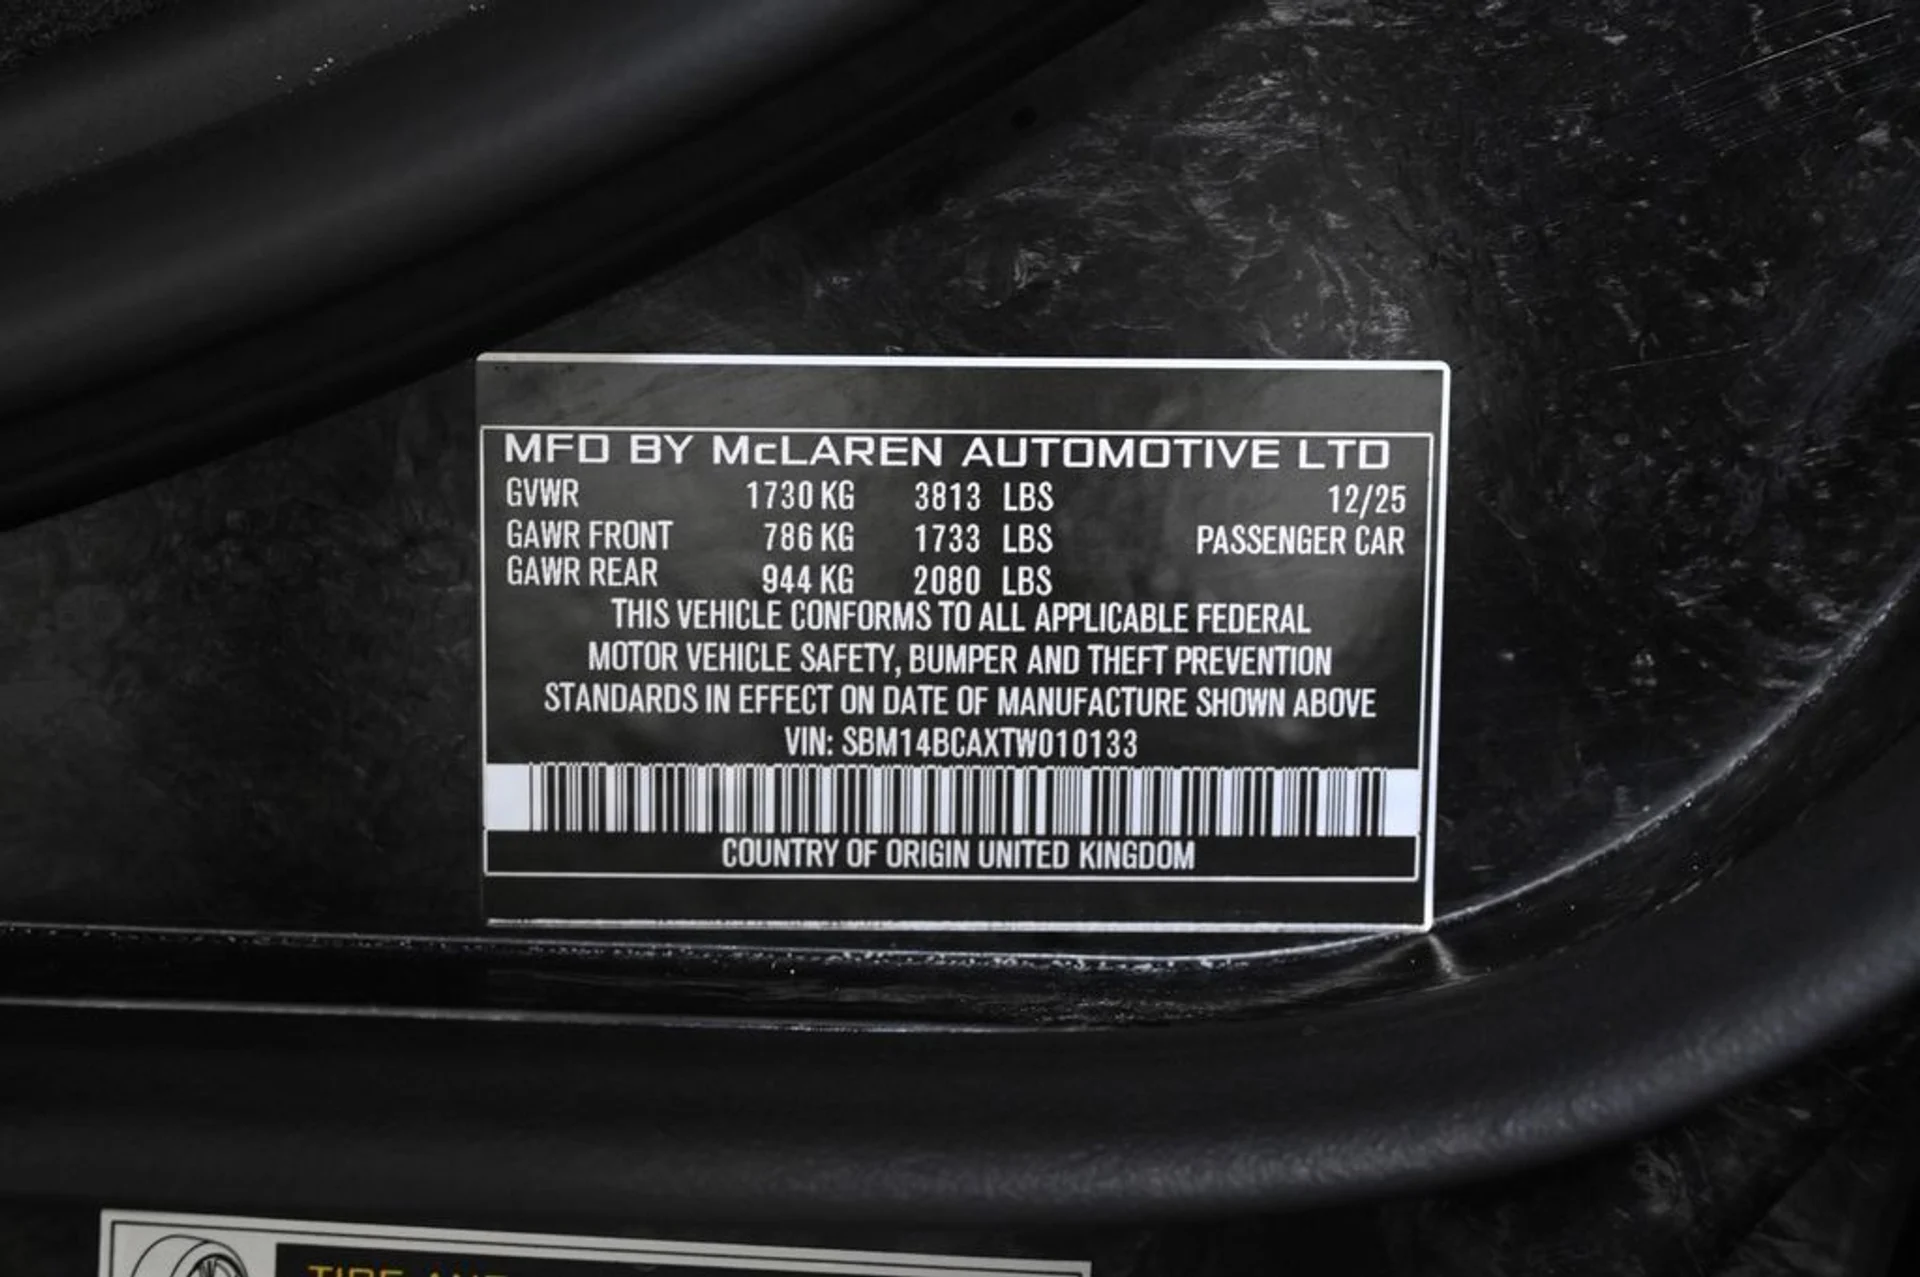 MFD BY McLAREN AUTOMOTIVE LTD
GVWR 1730 KG 3813 LBS 12/25
GAWR FRONT 786 KG 1733 LBS PASSENGER CAR
GAWR REAR 944 KG 2080 LBS
THIS VEHICLE CONFORMS TO ALL APPLICABLE FEDERAL
MOTOR VEHICLE SAFETY, BUMPER AND THEFT PREVENTION
STANDARDS IN EFFECT ON DATE OF MANUFACTURE SHOWN ABOVE
VIN: SBM14BCAXTW010133
COUNTRY OF ORIGIN UNITED KINGDOM
TIRE AND